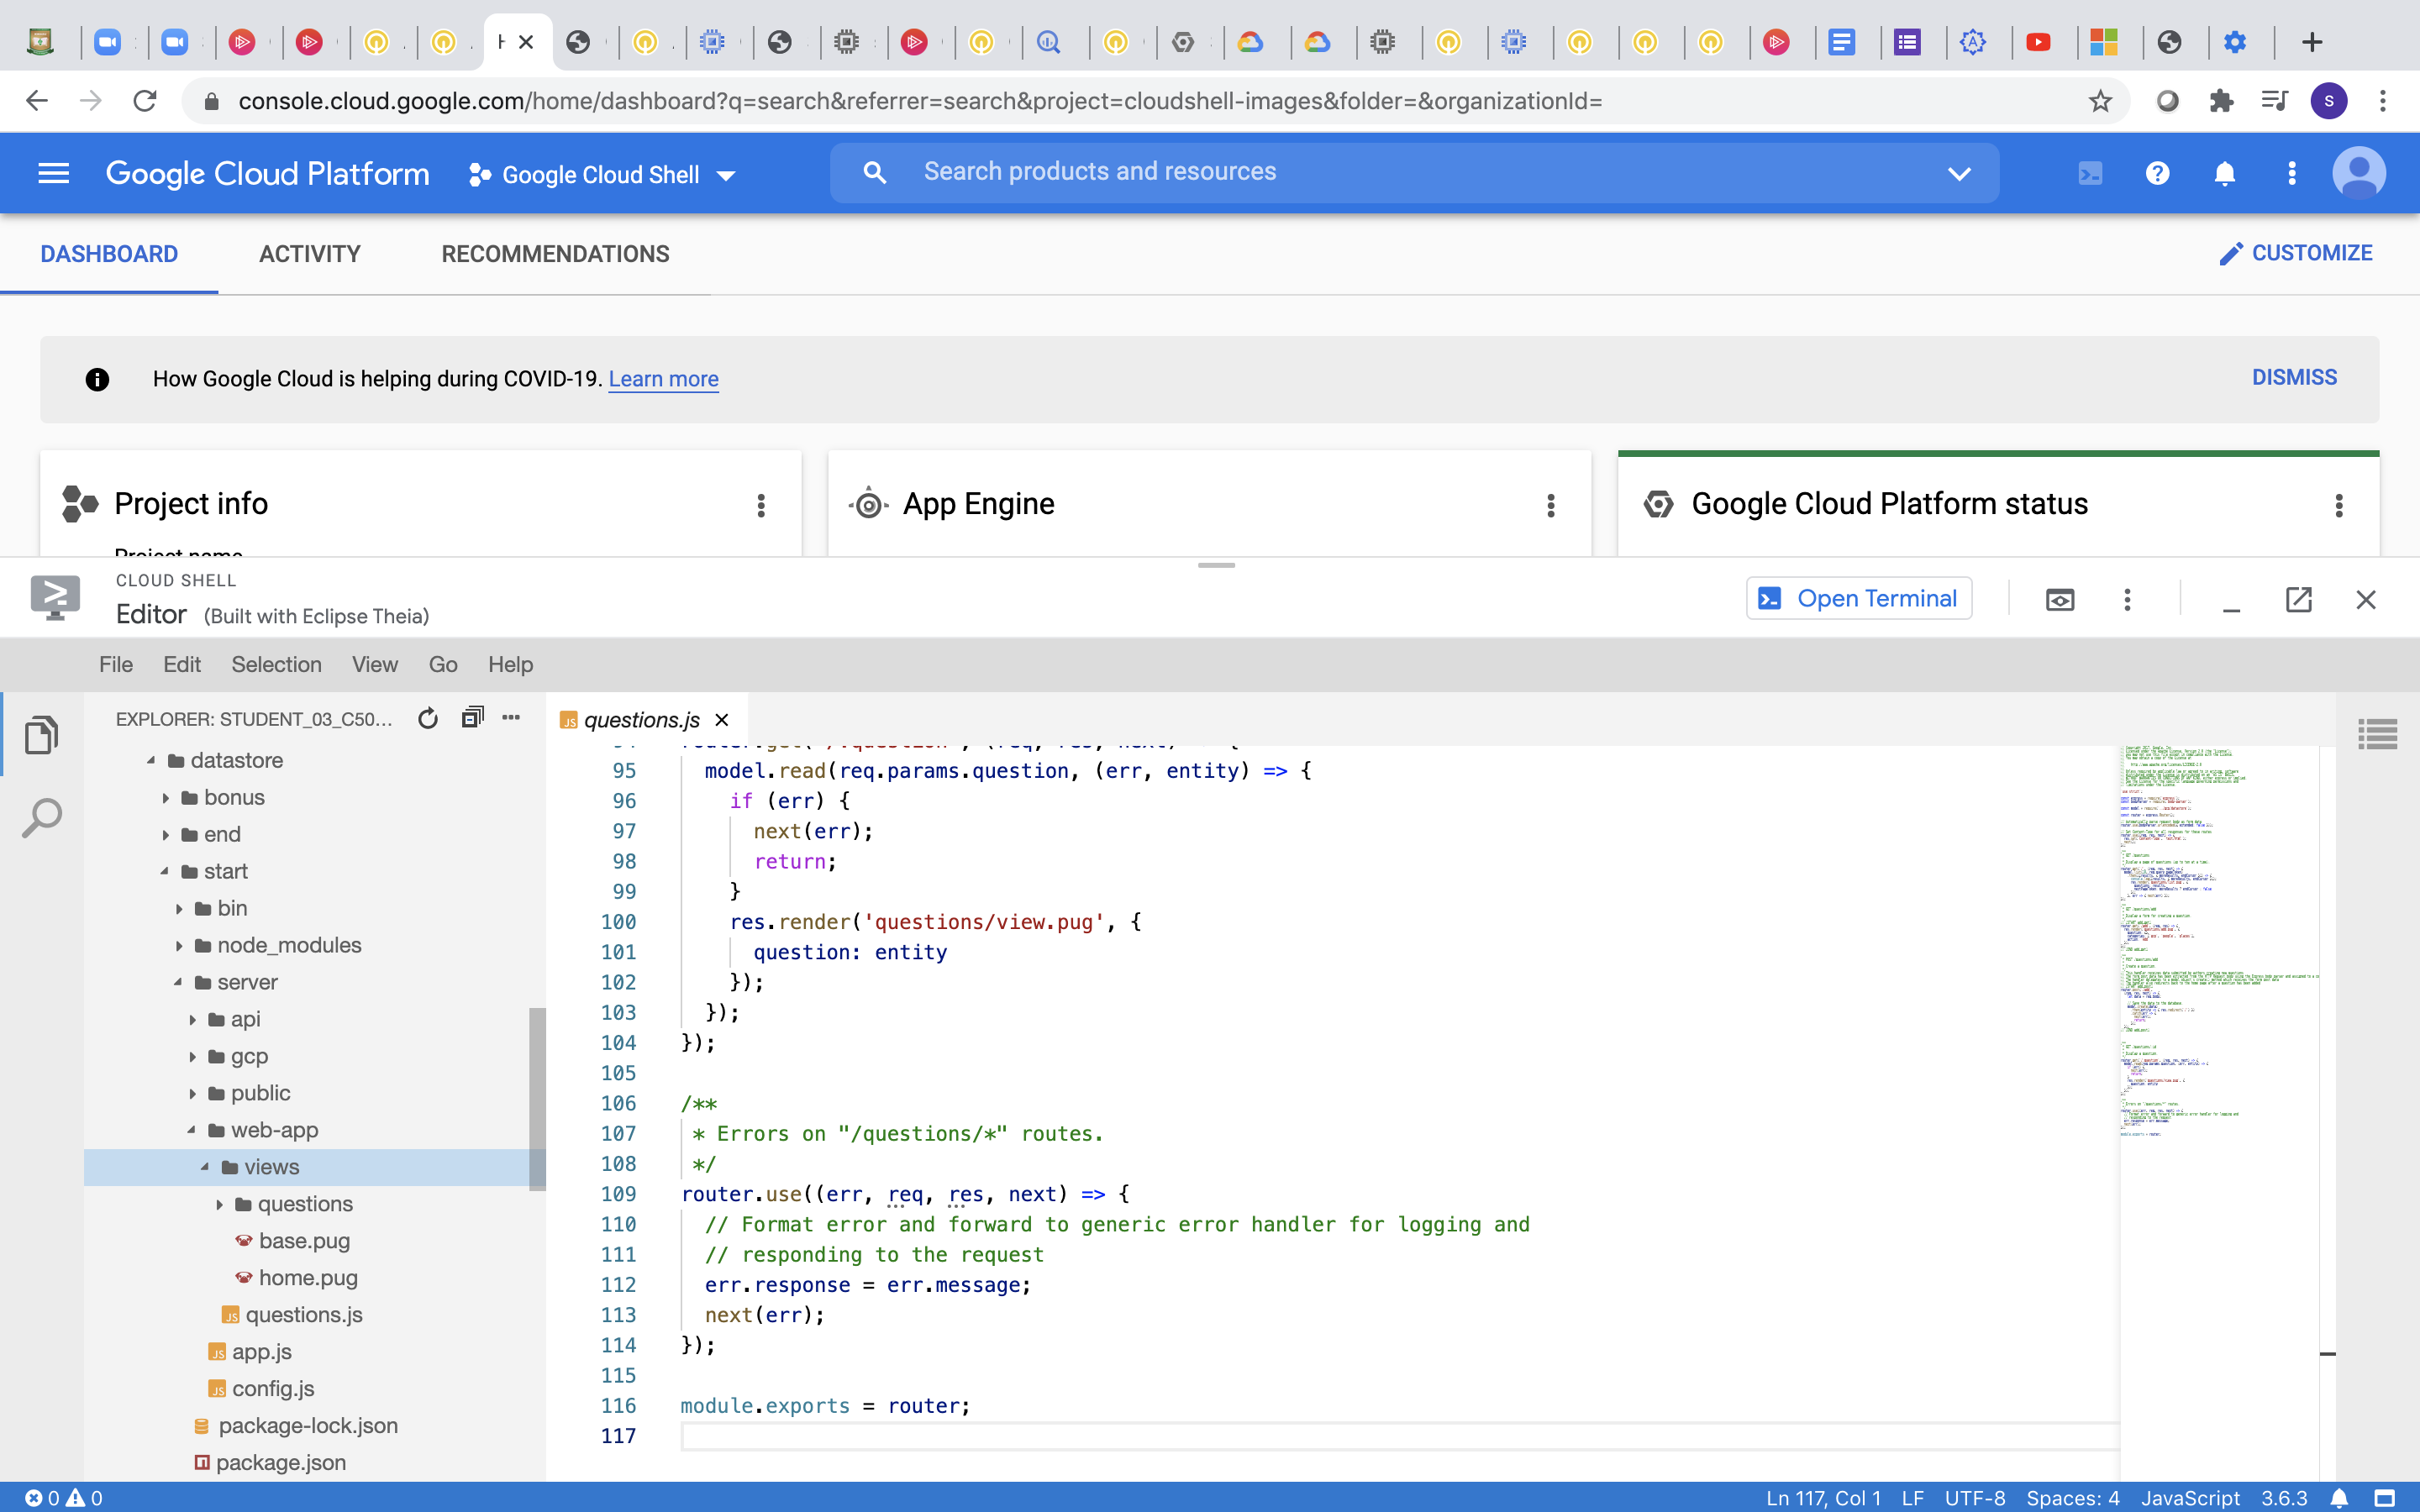 console.cloud.google.com/home/dashboard?q=search&referrer=search&project=cloudshell-images&folder=&organizationId=
S
Google Cloud Platform
Google Cloud Shell
Search products and resources
DASHBOARD
ACTIVITY
RECOMMENDATIONS
CUSTOMIZE
How Google Cloud is helping during COVID-19. Learn more
DISMISS
Project info
App Engine
Google Cloud Platform status
Project name
CLOUD SHELL
Editor (Built with Eclipse Theia)
Open Terminal
File Edit Selection View Go Help
EXPLORER: STUDENT_03_C50...
datastore
bonus
end
start
bin
node_modules
server
api
gcp
public
web-app
views
questions
base.pug
home.pug
questions.js
app.js
config.js
package-lock.json
package.json
questions.js
95 model.read(req.params.question, (err, entity) => {
96 if (err) {
97 next(err);
98 return;
99 }
100 res.render('questions/view.pug', {
101 question: entity
102 });
103 });
104 });
105
106 /**
107 * Errors on "/questions/*" routes.
108 */
109 router.use((err, req, res, next) => {
110 // Format error and forward to generic error handler for logging and
111 // responding to the request
112 err.response = err.message;
113 next(err);
114 });
115
116 module.exports = router;
117
0 0
Ln 117, Col 1 LF UTF-8 Spaces: 4 JavaScript 3.6.3